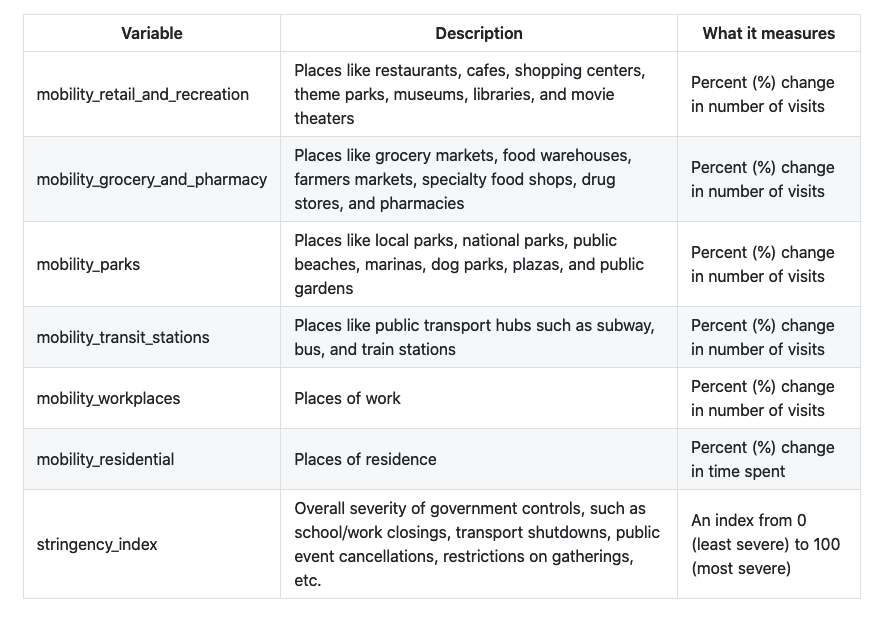 Variable
Description
What it measures
mobility_retail_and_recreation
Places like restaurants, cafes, shopping centers,
theme parks, museums, libraries, and movie
theaters
Percent (%) change
in number of visits
mobility_grocery_and_pharmacy
Places like grocery markets, food warehouses,
farmers markets, specialty food shops, drug
stores, and pharmacies
Percent (%) change
in number of visits
mobility_parks
Places like local parks, national parks, public
beaches, marinas, dog parks, plazas, and public
gardens
Percent (%) change
in number of visits
mobility_transit_stations
Places like public transport hubs such as subway,
bus, and train stations
Percent (%) change
in number of visits
mobility_workplaces
Places of work
Percent (%) change
in number of visits
mobility_residential
Places of residence
Percent (%) change
in time spent
stringency_index
Overall severity of government controls, such as
school/work closings, transport shutdowns, public
event cancellations, restrictions on gatherings,
etc.
An index from 0
(least severe) to 100
(most severe)